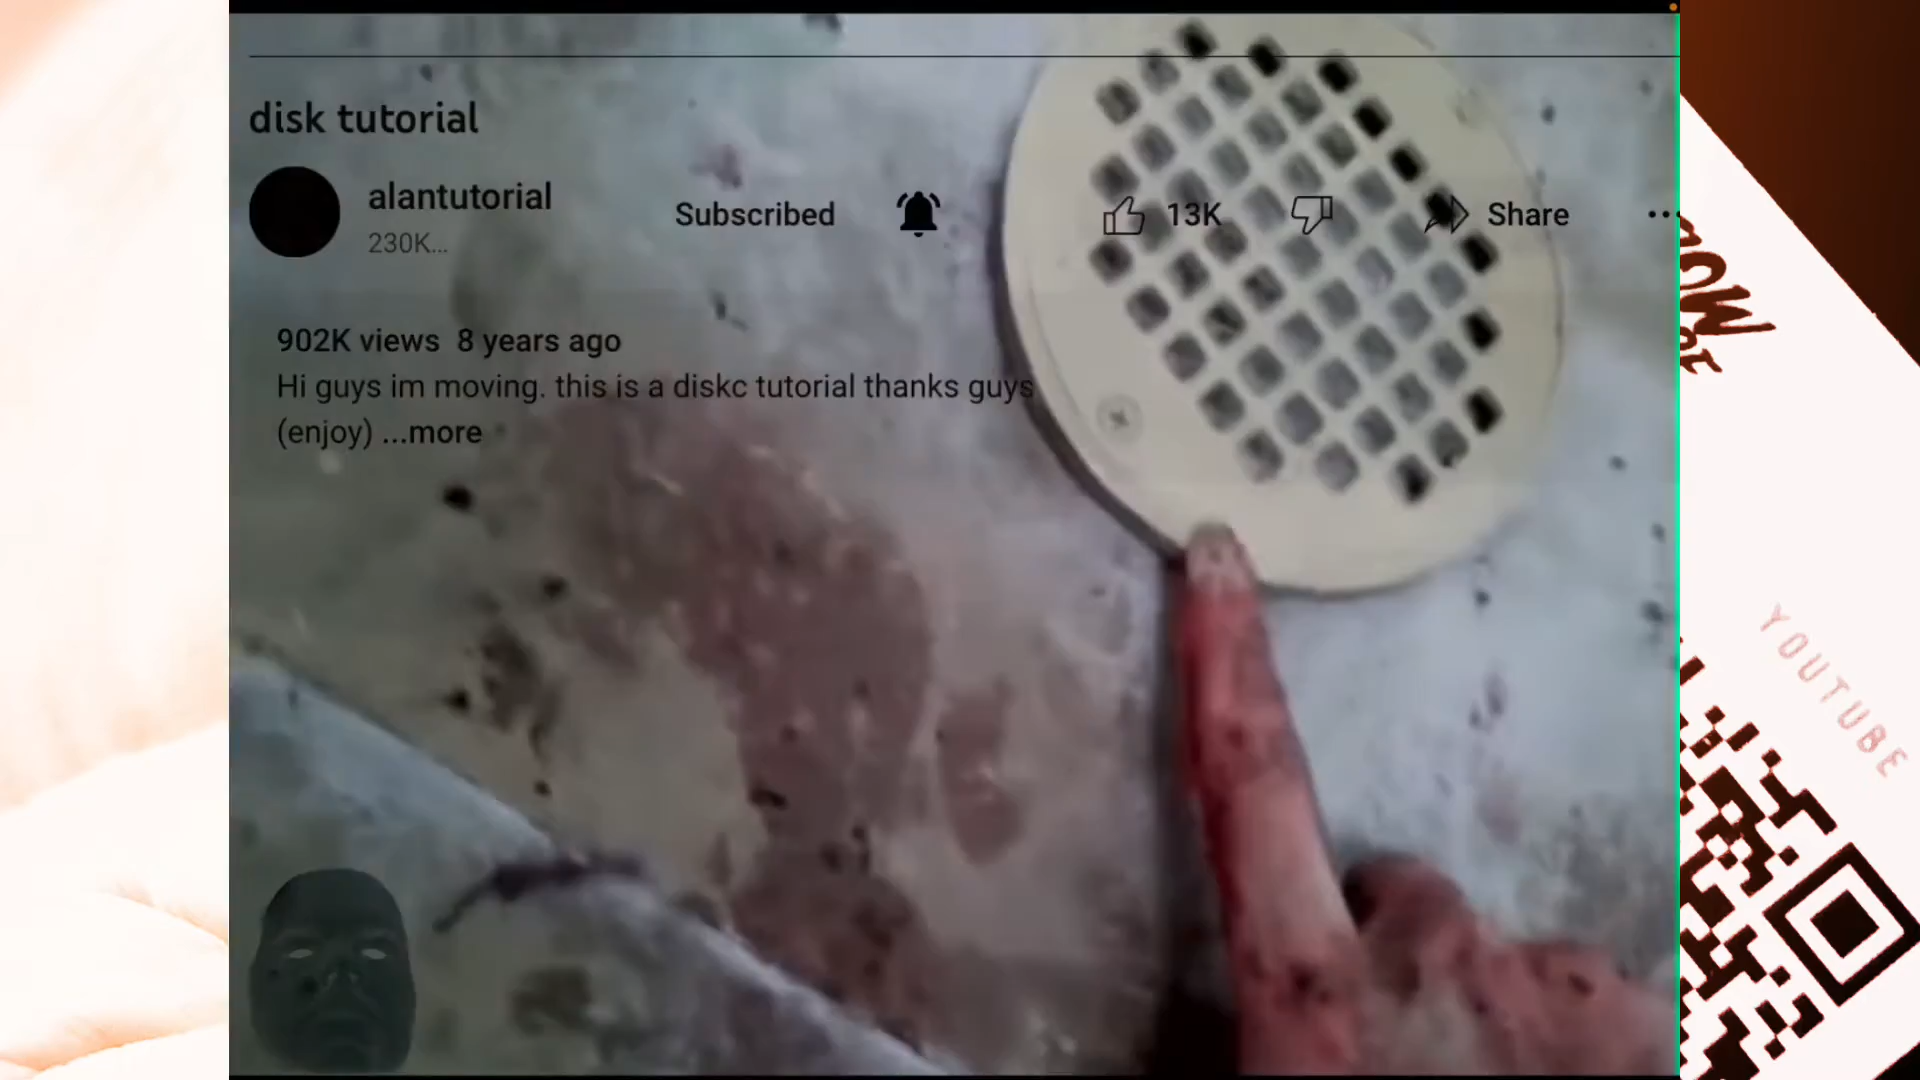 disk tutorial
alantutorial
230K...
Subscribed
13K
Share
902K views 8 years ago
Hi guys im moving. this is a diskc tutorial thanks guys
(enjoy) ...more
YOUTUBE